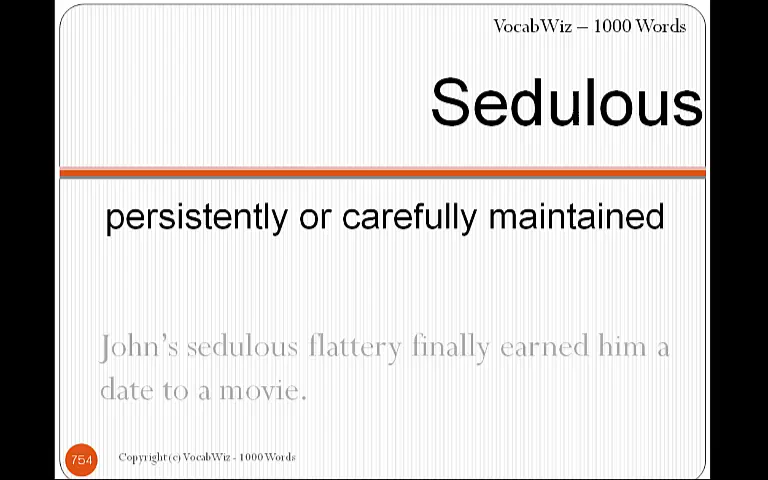 VocabWiz – 1000 Words
Sedulous
persistently or carefully maintained
John's sedulous flattery finally earned him a
date to a movie.
754
Copyright (c) VocabWiz - 1000 Words